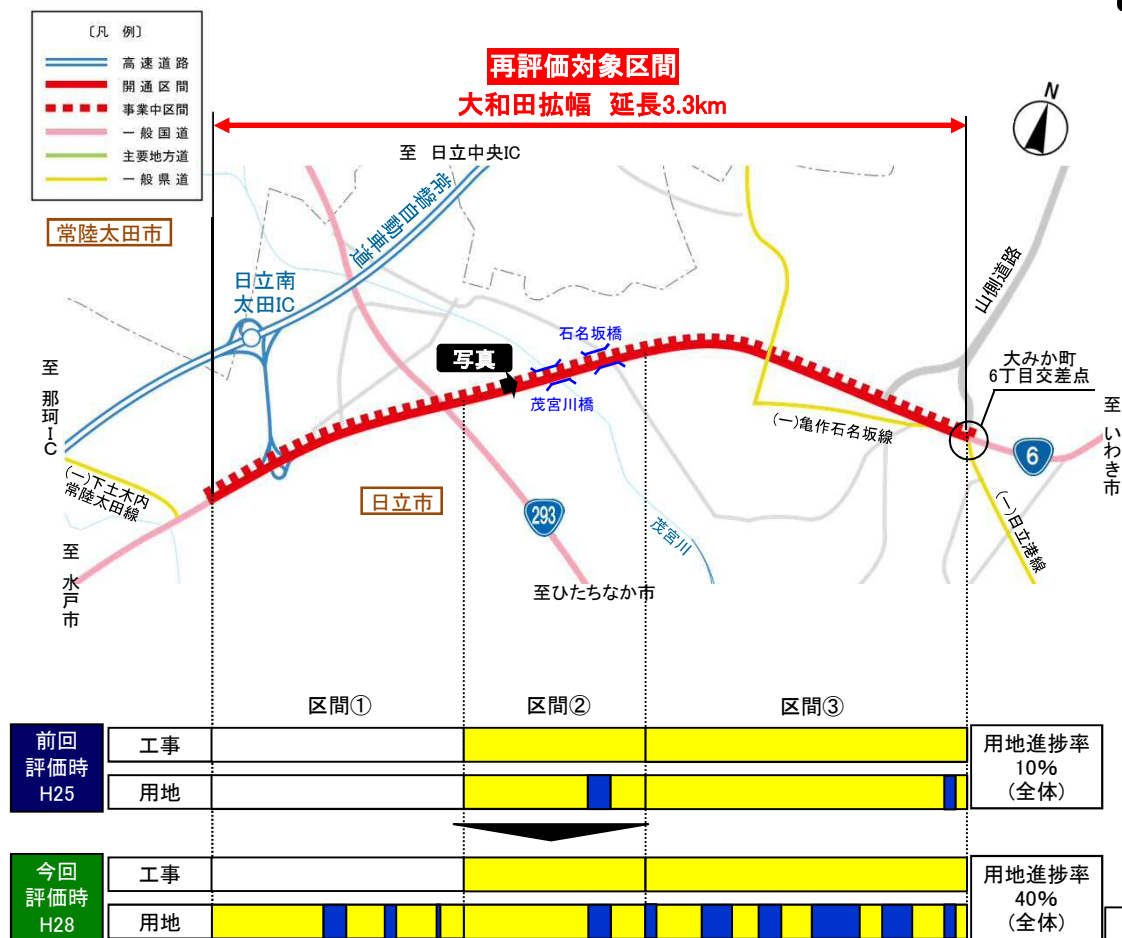 〔凡 例〕
高速道路
開通区間
事業中区間
一般国道
主要地方道
一般県道
再評価対象区間
大和田拡幅 延長3.3km
N
至 日立中央IC
常磐自動車道
常陸太田市
日立南
太田IC
山側道路
石名坂橋
写真
大みか町
6丁目交差点
茂宮川橋
至 那珂IC
至 いわき市
(一)亀作石名坂線
6
(一)下土木内
常陸太田線
日立市
293
茂宮川
(一)日立港線
至 水戸市
至ひたちなか市
区間①
区間②
区間③
前回
評価時
H25
工事
用地
用地進捗率
10%
(全体)
今回
評価時
H28
工事
用地
用地進捗率
40%
(全体)